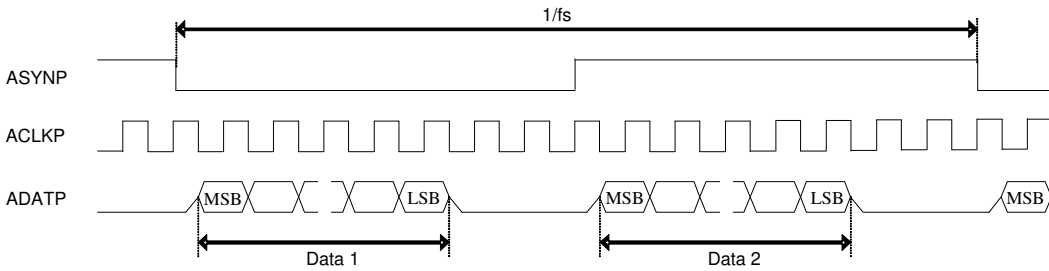 1/fs
ASYNP
ACLKP
ADATP
MSB
LSB
MSB
LSB
MSB
Data 1
Data 2